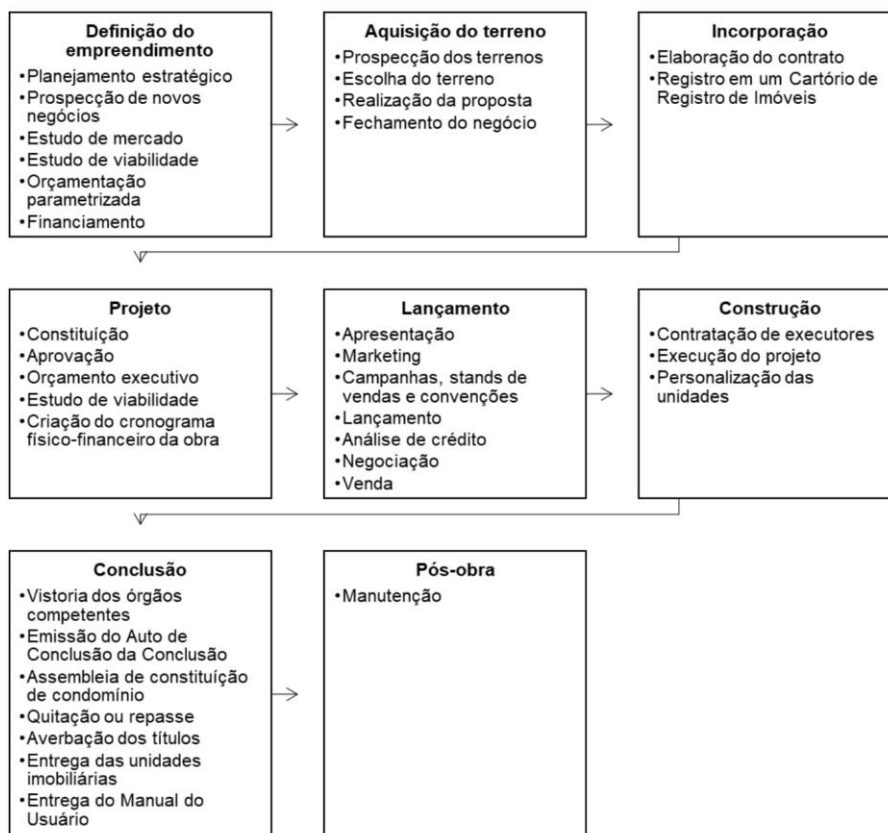 Definição do
empreendimento
•Planejamento estratégico
•Prospecção de novos
negócios
•Estudo de mercado
•Estudo de viabilidade
•Orçamentação
parametrizada
•Financiamento
Aquisição do terreno
•Prospecção dos terrenos
•Escolha do terreno
•Realização da proposta
•Fechamento do negócio
Incorporação
•Elaboração do contrato
•Registro em um Cartório de
Registro de Imóveis
Projeto
•Constituíção
•Aprovação
•Orçamento executivo
•Estudo de viabilidade
•Criação do cronograma
físico-financeiro da obra
Lançamento
•Apresentação
•Marketing
•Campanhas, stands de
vendas e convenções
•Lançamento
•Análise de crédito
•Negociação
•Venda
Construção
•Contratação de executores
•Execução do projeto
•Personalização das
unidades
Conclusão
•Vistoria dos órgãos
competentes
•Emissão do Auto de
Conclusão da Conclusão
•Assembleia de constituíção
de condomínio
•Quitação ou repasse
•Averbação dos títulos
•Entrega das unidades
imobiliárias
•Entrega do Manual do
Usuário
Pós-obra
•Manutenção